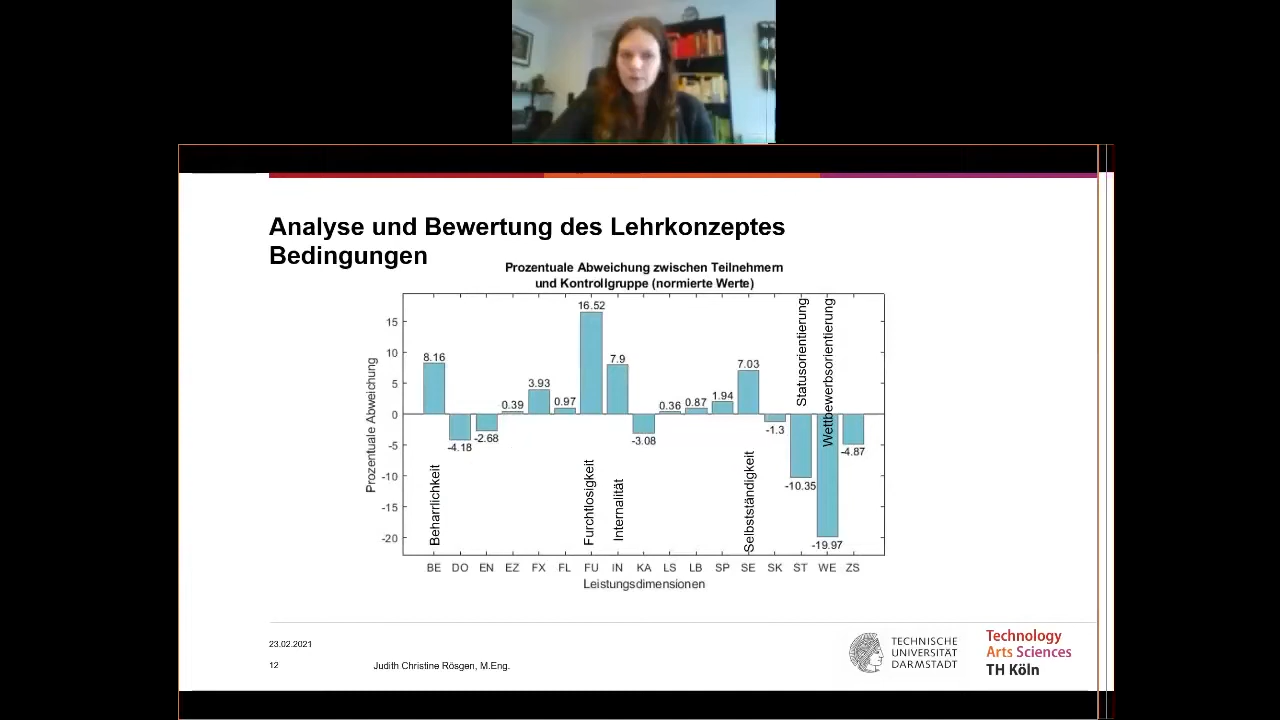 Analyse und Bewertung des Lehrkonzeptes
Bedingungen
Prozentuale Abweichung zwischen Teilnehmern
und Kontrollgruppe (normierte Werte)
Prozentuale Abweichung
15
10
5
0
-5
-10
-15
-20
8.16
-4.18
-2.68
0.39
3.93
0.97
16.52
7.9
-3.08
0.36
0.87
1.94
7.03
-1.3
-10.35
-19.97
-4.87
Beharrlichkeit
Furchtlosigkeit
Internalität
Selbstständigkeit
Statusorientierung
Wettbewerbsorientierung
BE DO EN EZ FX FL FU IN KA LS LB SP SE SK ST WE ZS
Leistungsdimensionen
23.02.2021
12
Judith Christine Rösgen, M.Eng.
TECHNISCHE
UNIVERSITÄT
DARMSTADT
Technology
Arts Sciences
TH Köln